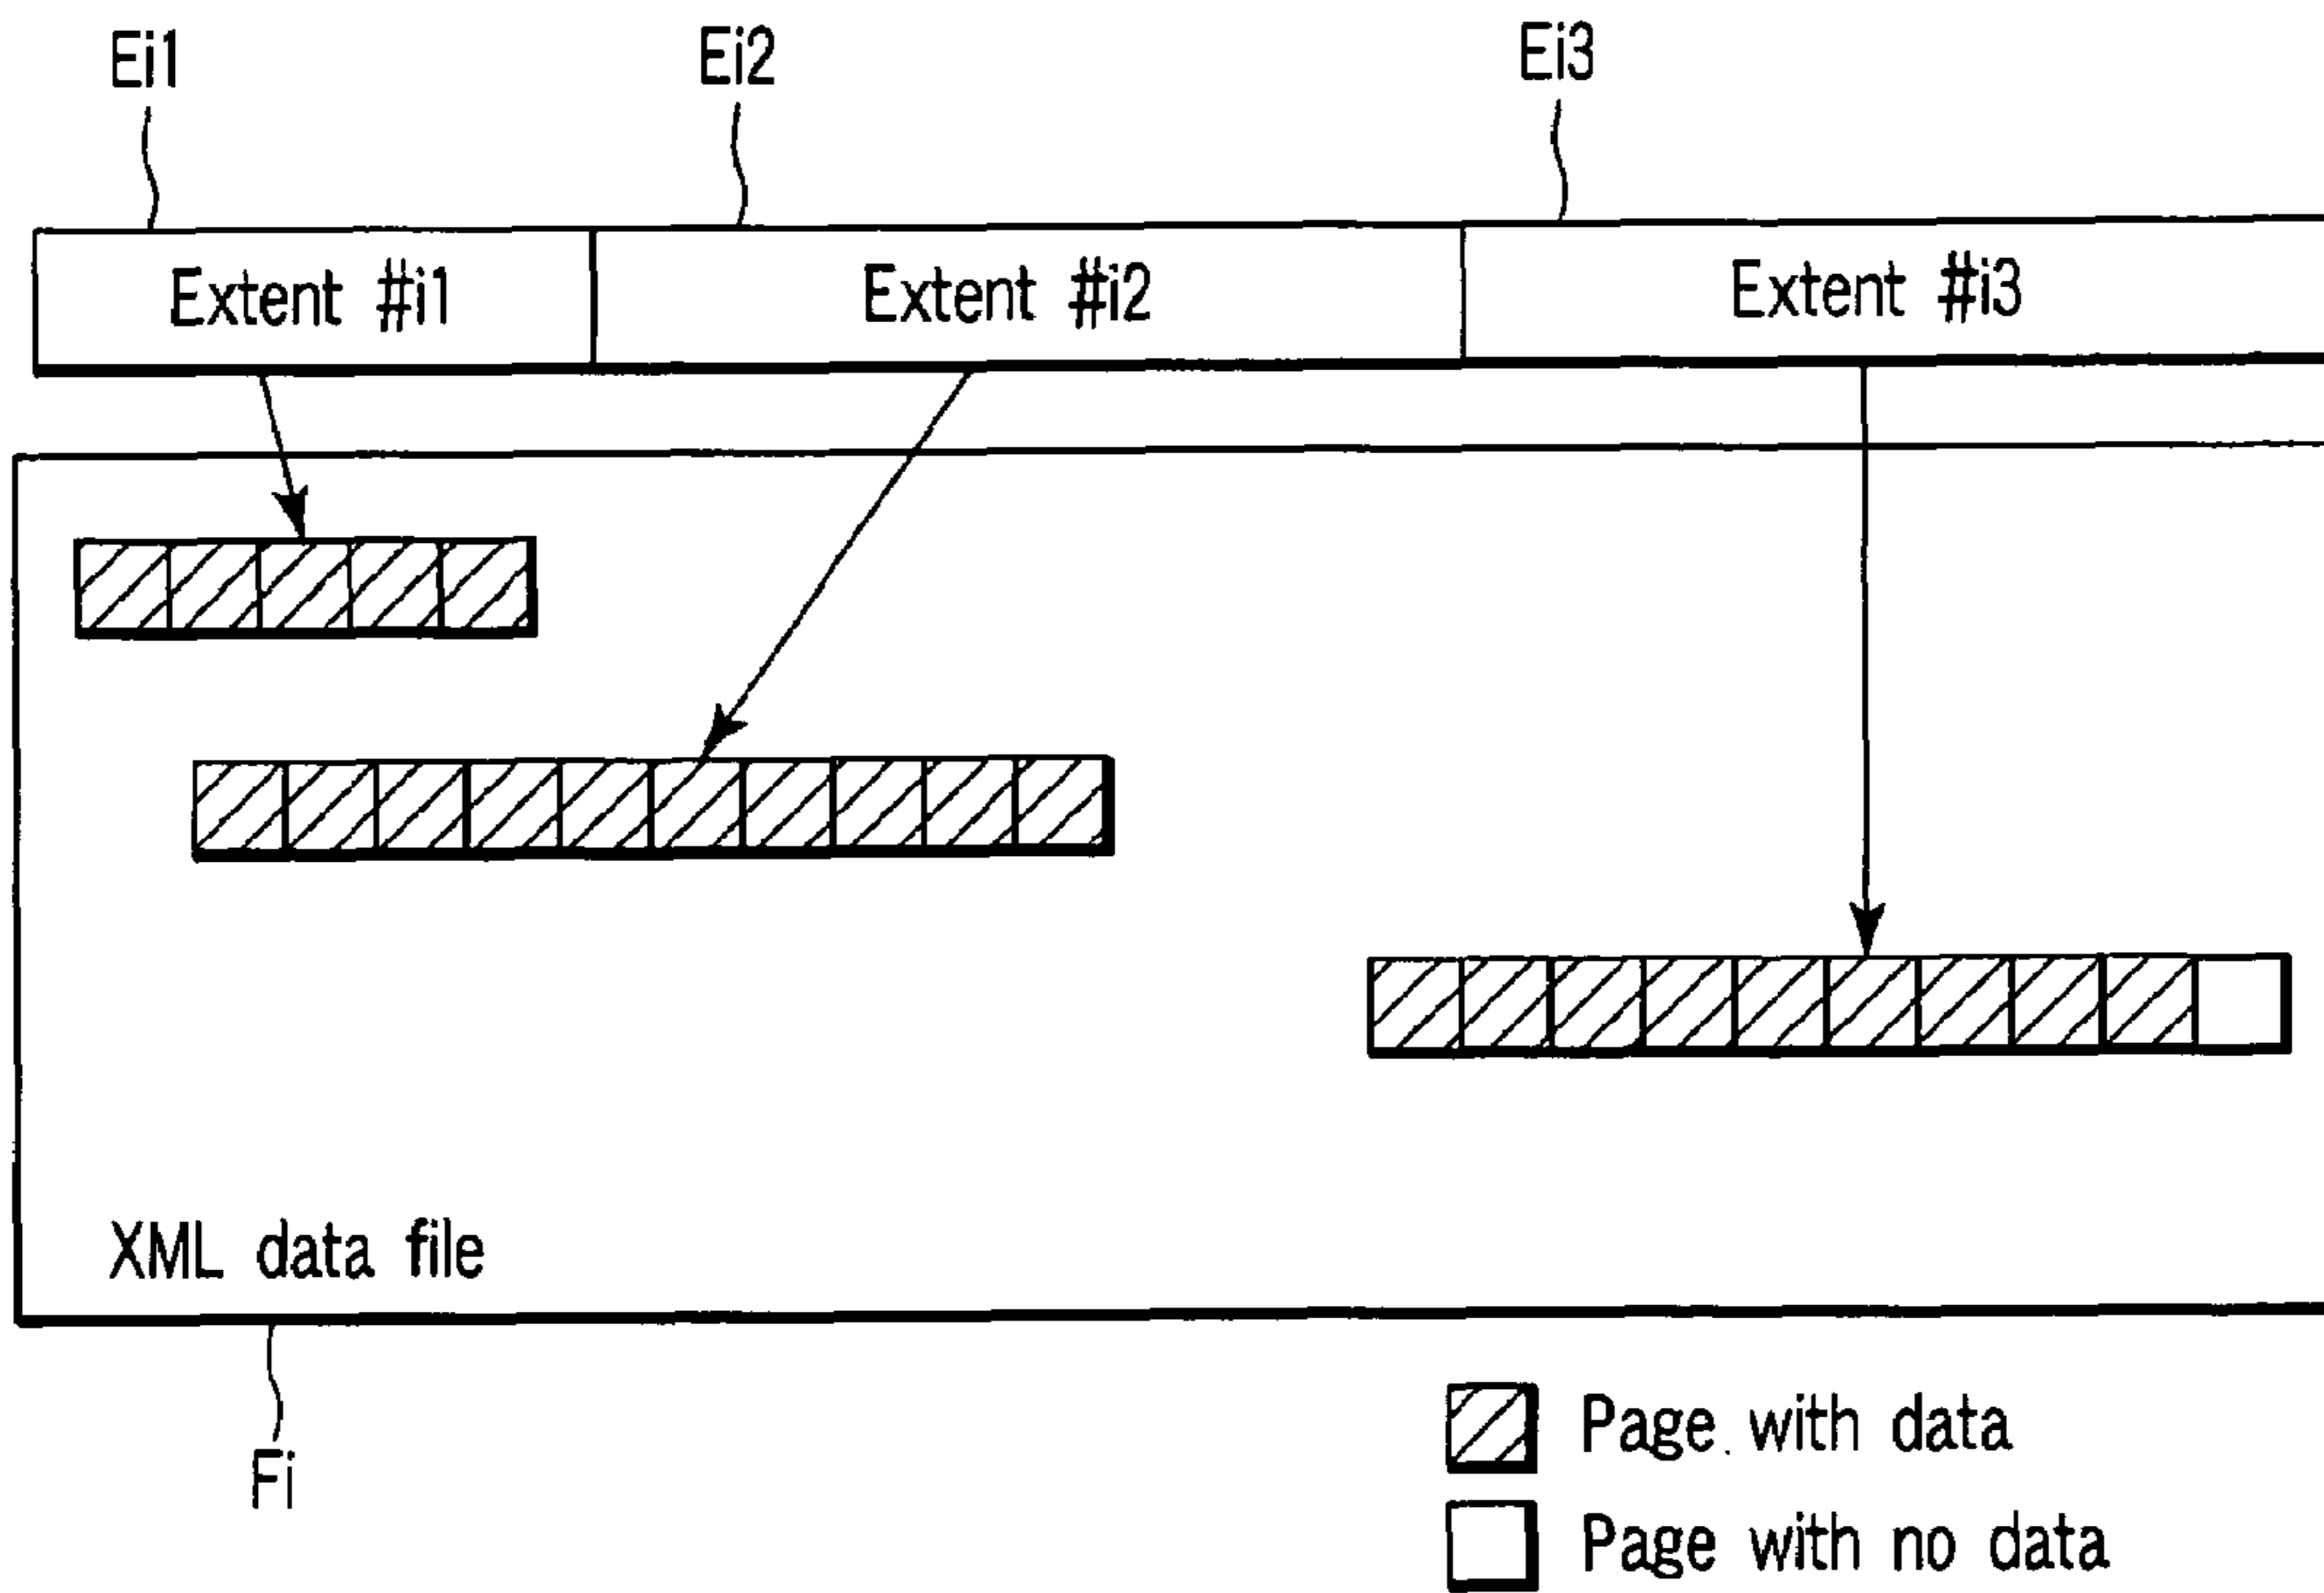 Ei1 Ei2 Ei3
Extent #i1 Extent #i2 Extent #i3
XML data file
Fi
Page with data
Page with no data